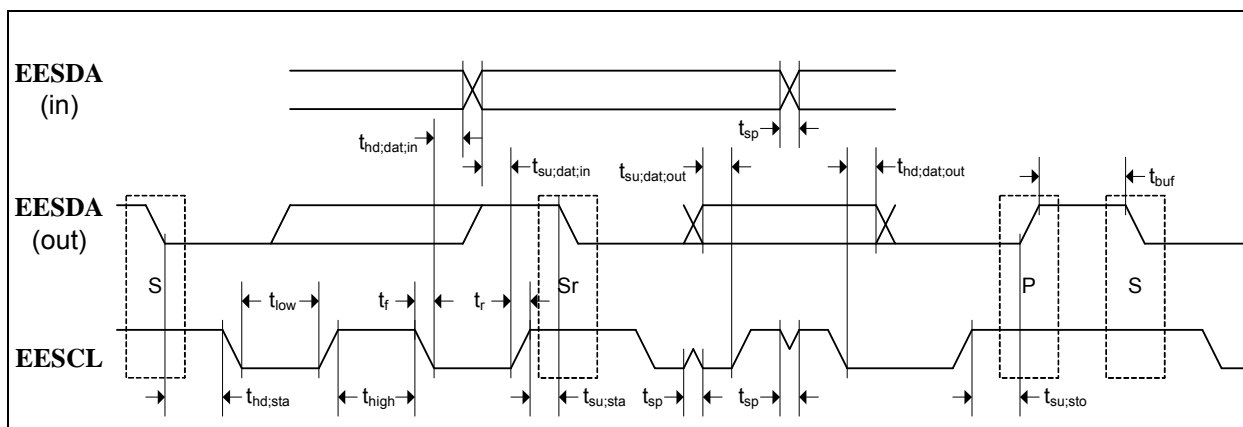 EESDA
(in)
t_sp
t_hd;dat;in
t_su;dat;in
t_su;dat;out
t_hd;dat;out
t_buf
EESDA
(out)
S
t_low
t_f
t_r
Sr
P
S
EESCL
t_hd;sta
t_high
t_su;sta
t_sp
t_sp
t_su;sto